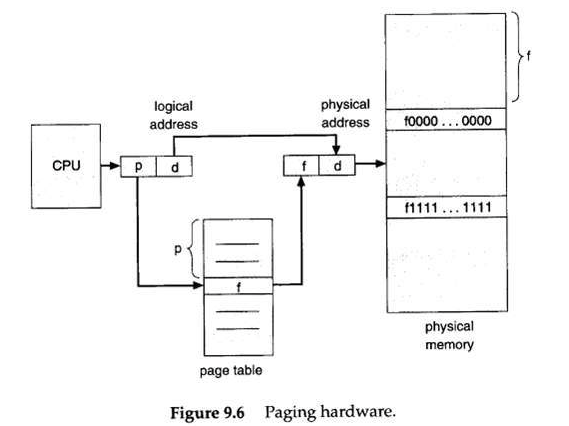 f
logical
address
physical
address
f0000 ... 0000
CPU
p
d
f
d
f1111 ... 1111
p
f
physical
memory
page table
Figure 9.6 Paging hardware.